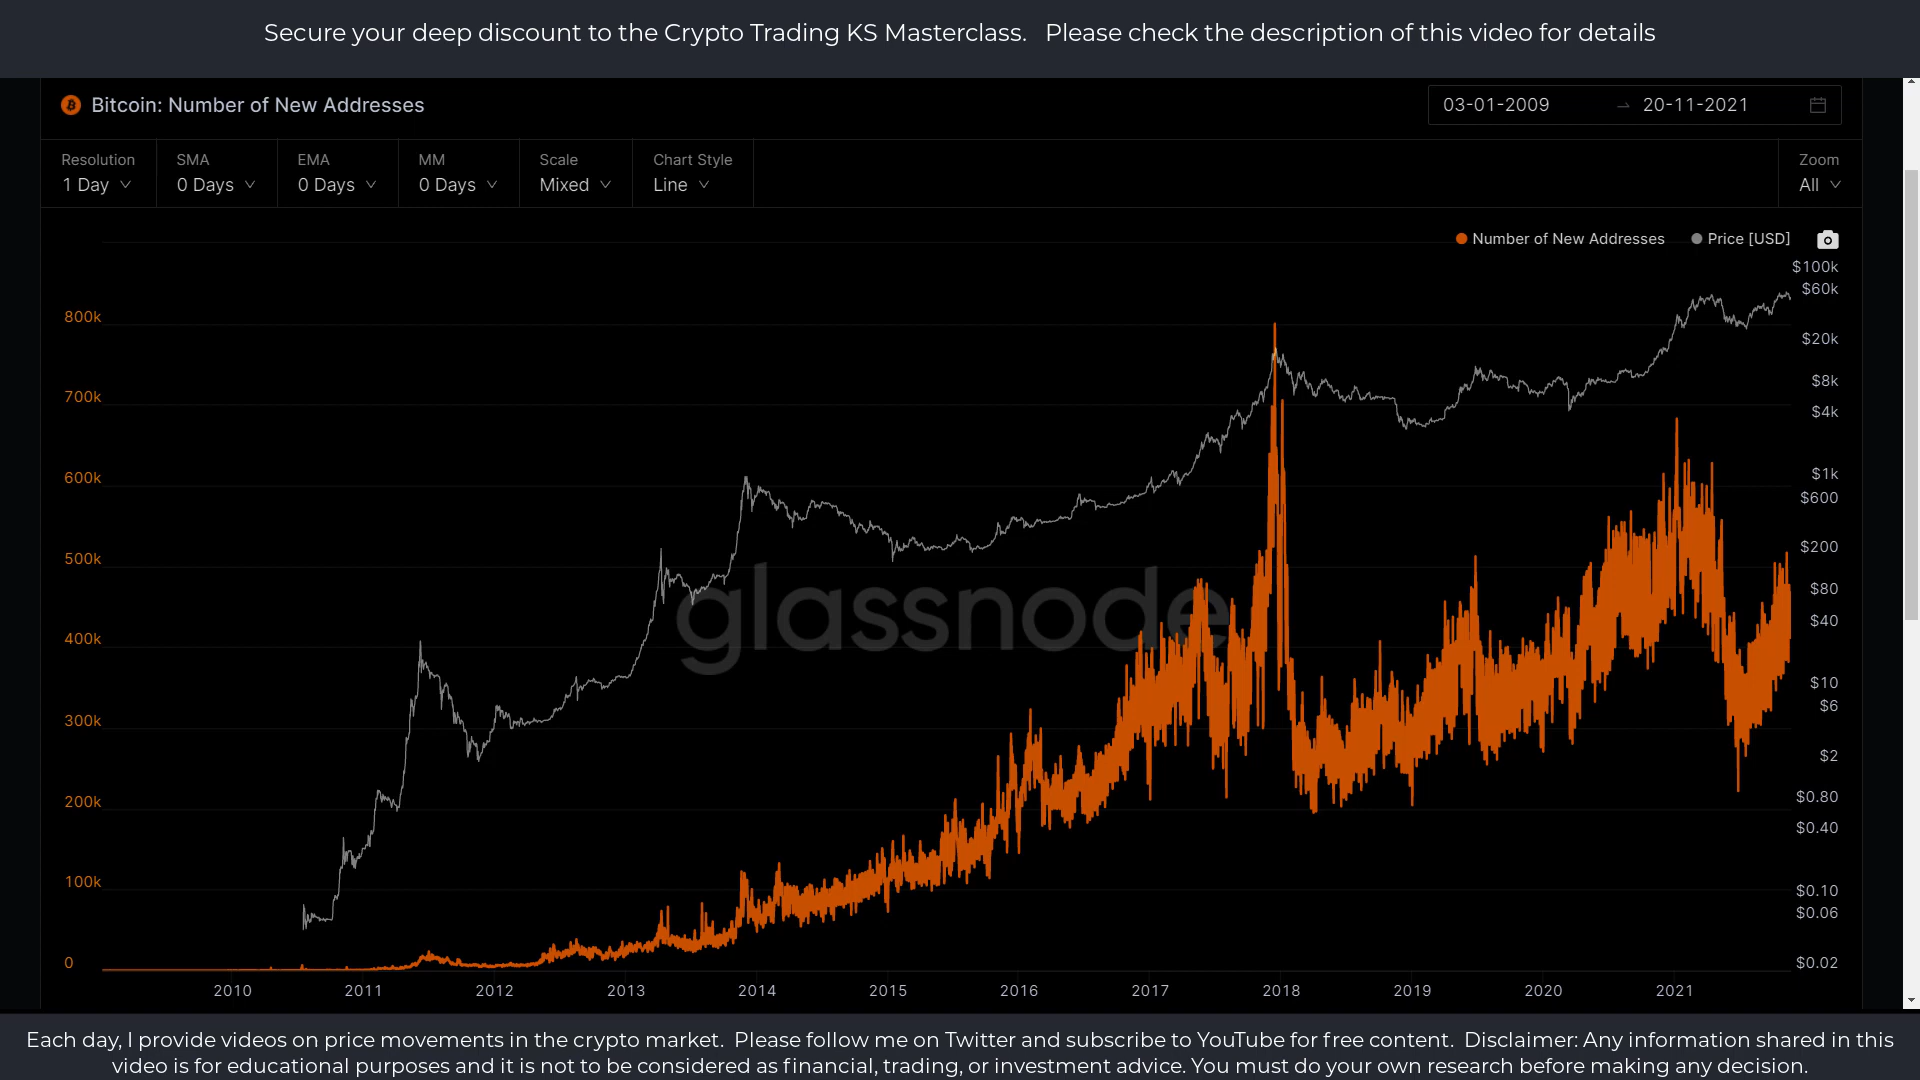 Secure your deep discount to the Crypto Trading KS Masterclass.   Please check the description of this video for details
Bitcoin: Number of New Addresses
03-01-2009 → 20-11-2021
Resolution SMA EMA MM Scale Chart Style Zoom
1 Day 0 Days 0 Days 0 Days Mixed Line All
Number of New Addresses Price [USD]
$100k
$60k
800k
$20k
$8k
700k
$4k
600k
$1k
$600
500k
$200
$80
400k
$40
glassnode
300k
$10
$6
$2
200k
$0.80
$0.40
100k
$0.10
$0.06
0
$0.02
2010 2011 2012 2013 2014 2015 2016 2017 2018 2019 2020 2021
Each day, I provide videos on price movements in the crypto market.  Please follow me on Twitter and subscribe to YouTube for free content.  Disclaimer: Any information shared in this
video is for educational purposes and it is not to be considered as financial, trading, or investment advice. You must do your own research before making any decision.